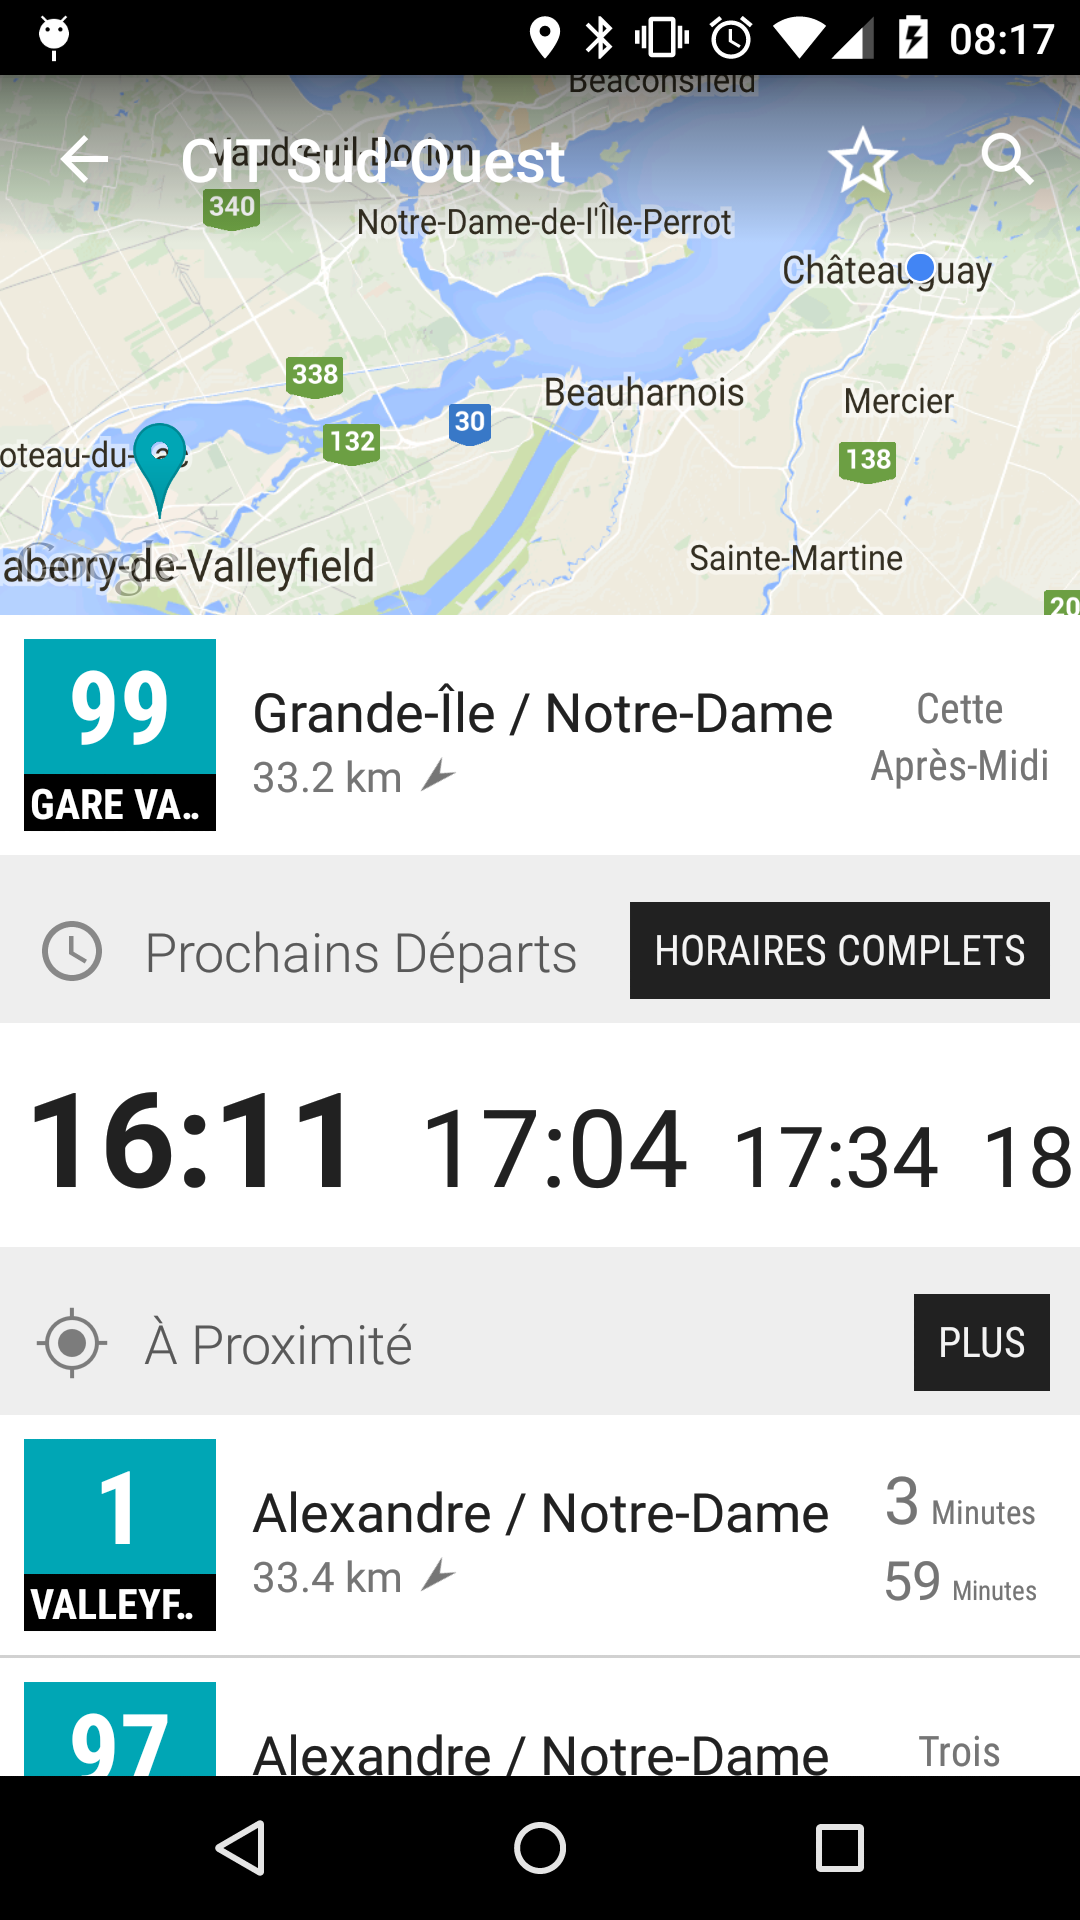 08:17
Beaconsfield
Vaudreuil-Dorion
CIT Sud-Ouest
340
Notre-Dame-de-l'Île-Perrot
Châteauguay
338
Beauharnois
Mercier
30
132
oteau-du-Lac
138
Google
aberry-de-Valleyfield
Sainte-Martine
20
99
GARE VA..
Grande-Île / Notre-Dame
33.2 km
Cette
Après-Midi
Prochains Départs
HORAIRES COMPLETS
16:11 17:04 17:34 18
À Proximité
PLUS
1
VALLEYF..
Alexandre / Notre-Dame
33.4 km
3 Minutes
59 Minutes
97
Alexandre / Notre-Dame
Trois